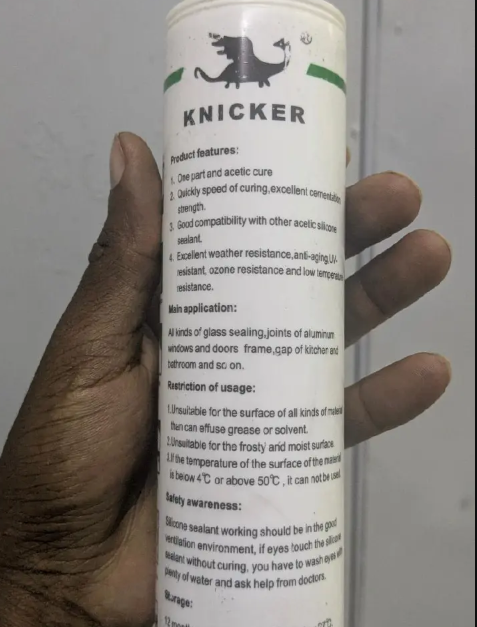 KNICKER
Product features:
1. One part and acetic cure
2. Quickly speed of curing,excellent cementation
strength.
3. Good compatibility with other acetic silicone
sealant.
4. Excellent weather resistance,anti-aging,UV-
resistant, ozone resistance and low temperature
resistance.
Main application:
All kinds of glass sealing,joints of aluminum
windows and doors frame,gap of kitchen and
bathroom and so on.
Restriction of usage:
1.Unsuitable for the surface of all kinds of material
than can effuse grease or solvent.
2.Unsuitable for the frosty and moist surface.
3.If the temperature of the surface of the material
is below 4℃ or above 50℃, it can not be used.
Safety awareness:
Silicone sealant working should be in the good
ventilation environment, if eyes touch the silicone
sealant without curing, you have to wash eyes with
plenty of water and ask help from doctors.
Storage:
12